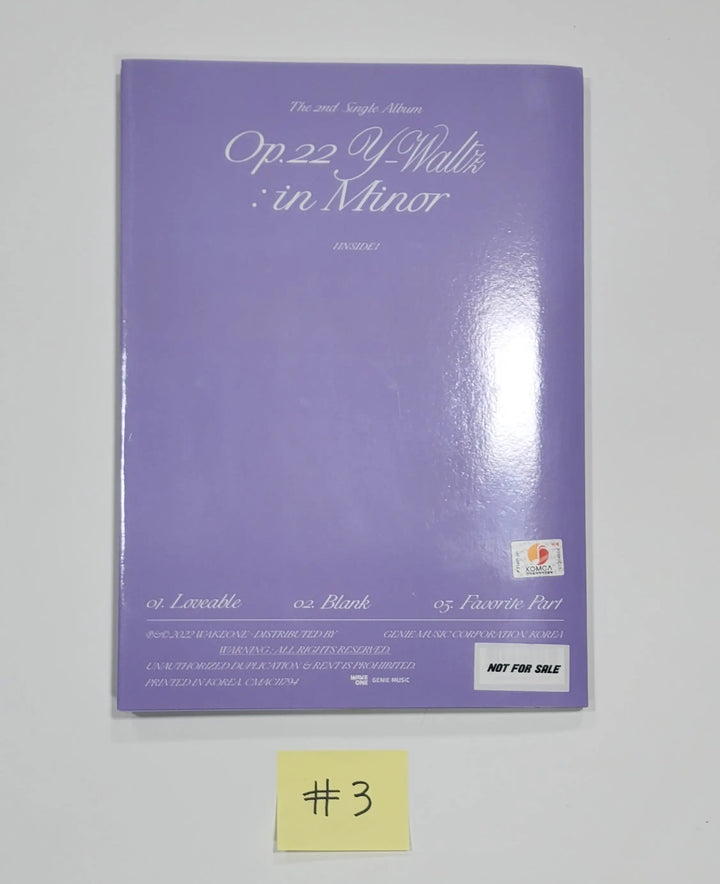 The 2nd Single Album
Op.22 Y-Waltz
: in Minor
01. Loveable 02. Blank 03. Favorite Part
℗&© 2022 WAKEONE · DISTRIBUTED BY GENIE MUSIC CORPORATION, KOREA
WARNING : ALL RIGHTS RESERVED.
UNAUTHORIZED DUPLICATION & RENT IS PROHIBITED.
PRINTED IN KOREA. CMAC11794
WAKE ONE GENIE MUSIC
KOMCA
NOT FOR SALE
#3